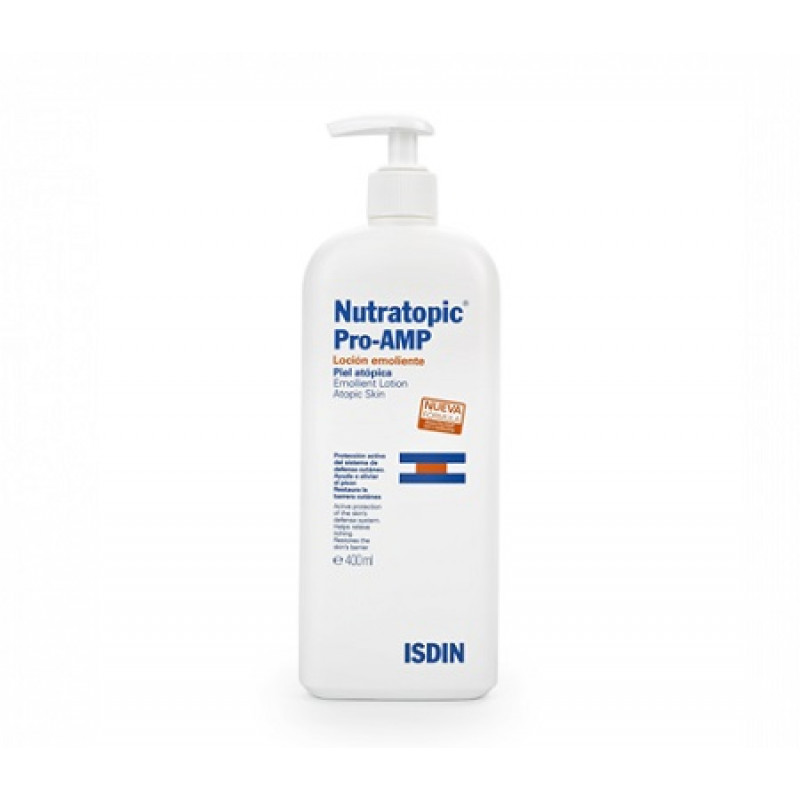 Nutratopic®
Pro-AMP
Loción emoliente
Piel atópica
Emollient Lotion
Atopic Skin
NUEVA
FÓRMULA
Protección activa
del sistema de
defensa cutáneo
Ayuda a aliviar
el picor
Restaura la
barrera cutánea
Active protection
of the skin's
defense system
Helps relieve
itching
Restores the
skin's barrier
℮ 400ml
ISDIN